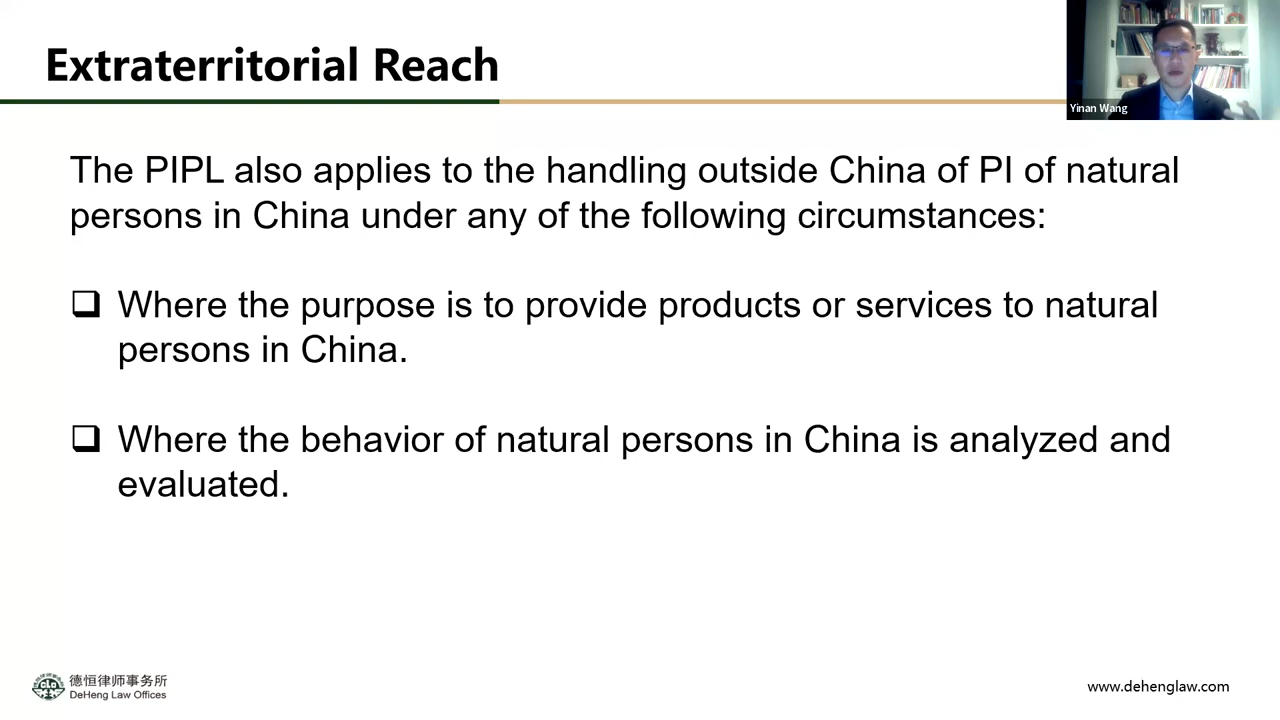 Extraterritorial Reach
Yinan Wang
The PIPL also applies to the handling outside China of PI of natural
persons in China under any of the following circumstances:
Where the purpose is to provide products or services to natural
persons in China.
Where the behavior of natural persons in China is analyzed and
evaluated.
德恒律师事务所
DeHeng Law Offices
www.dehenglaw.com